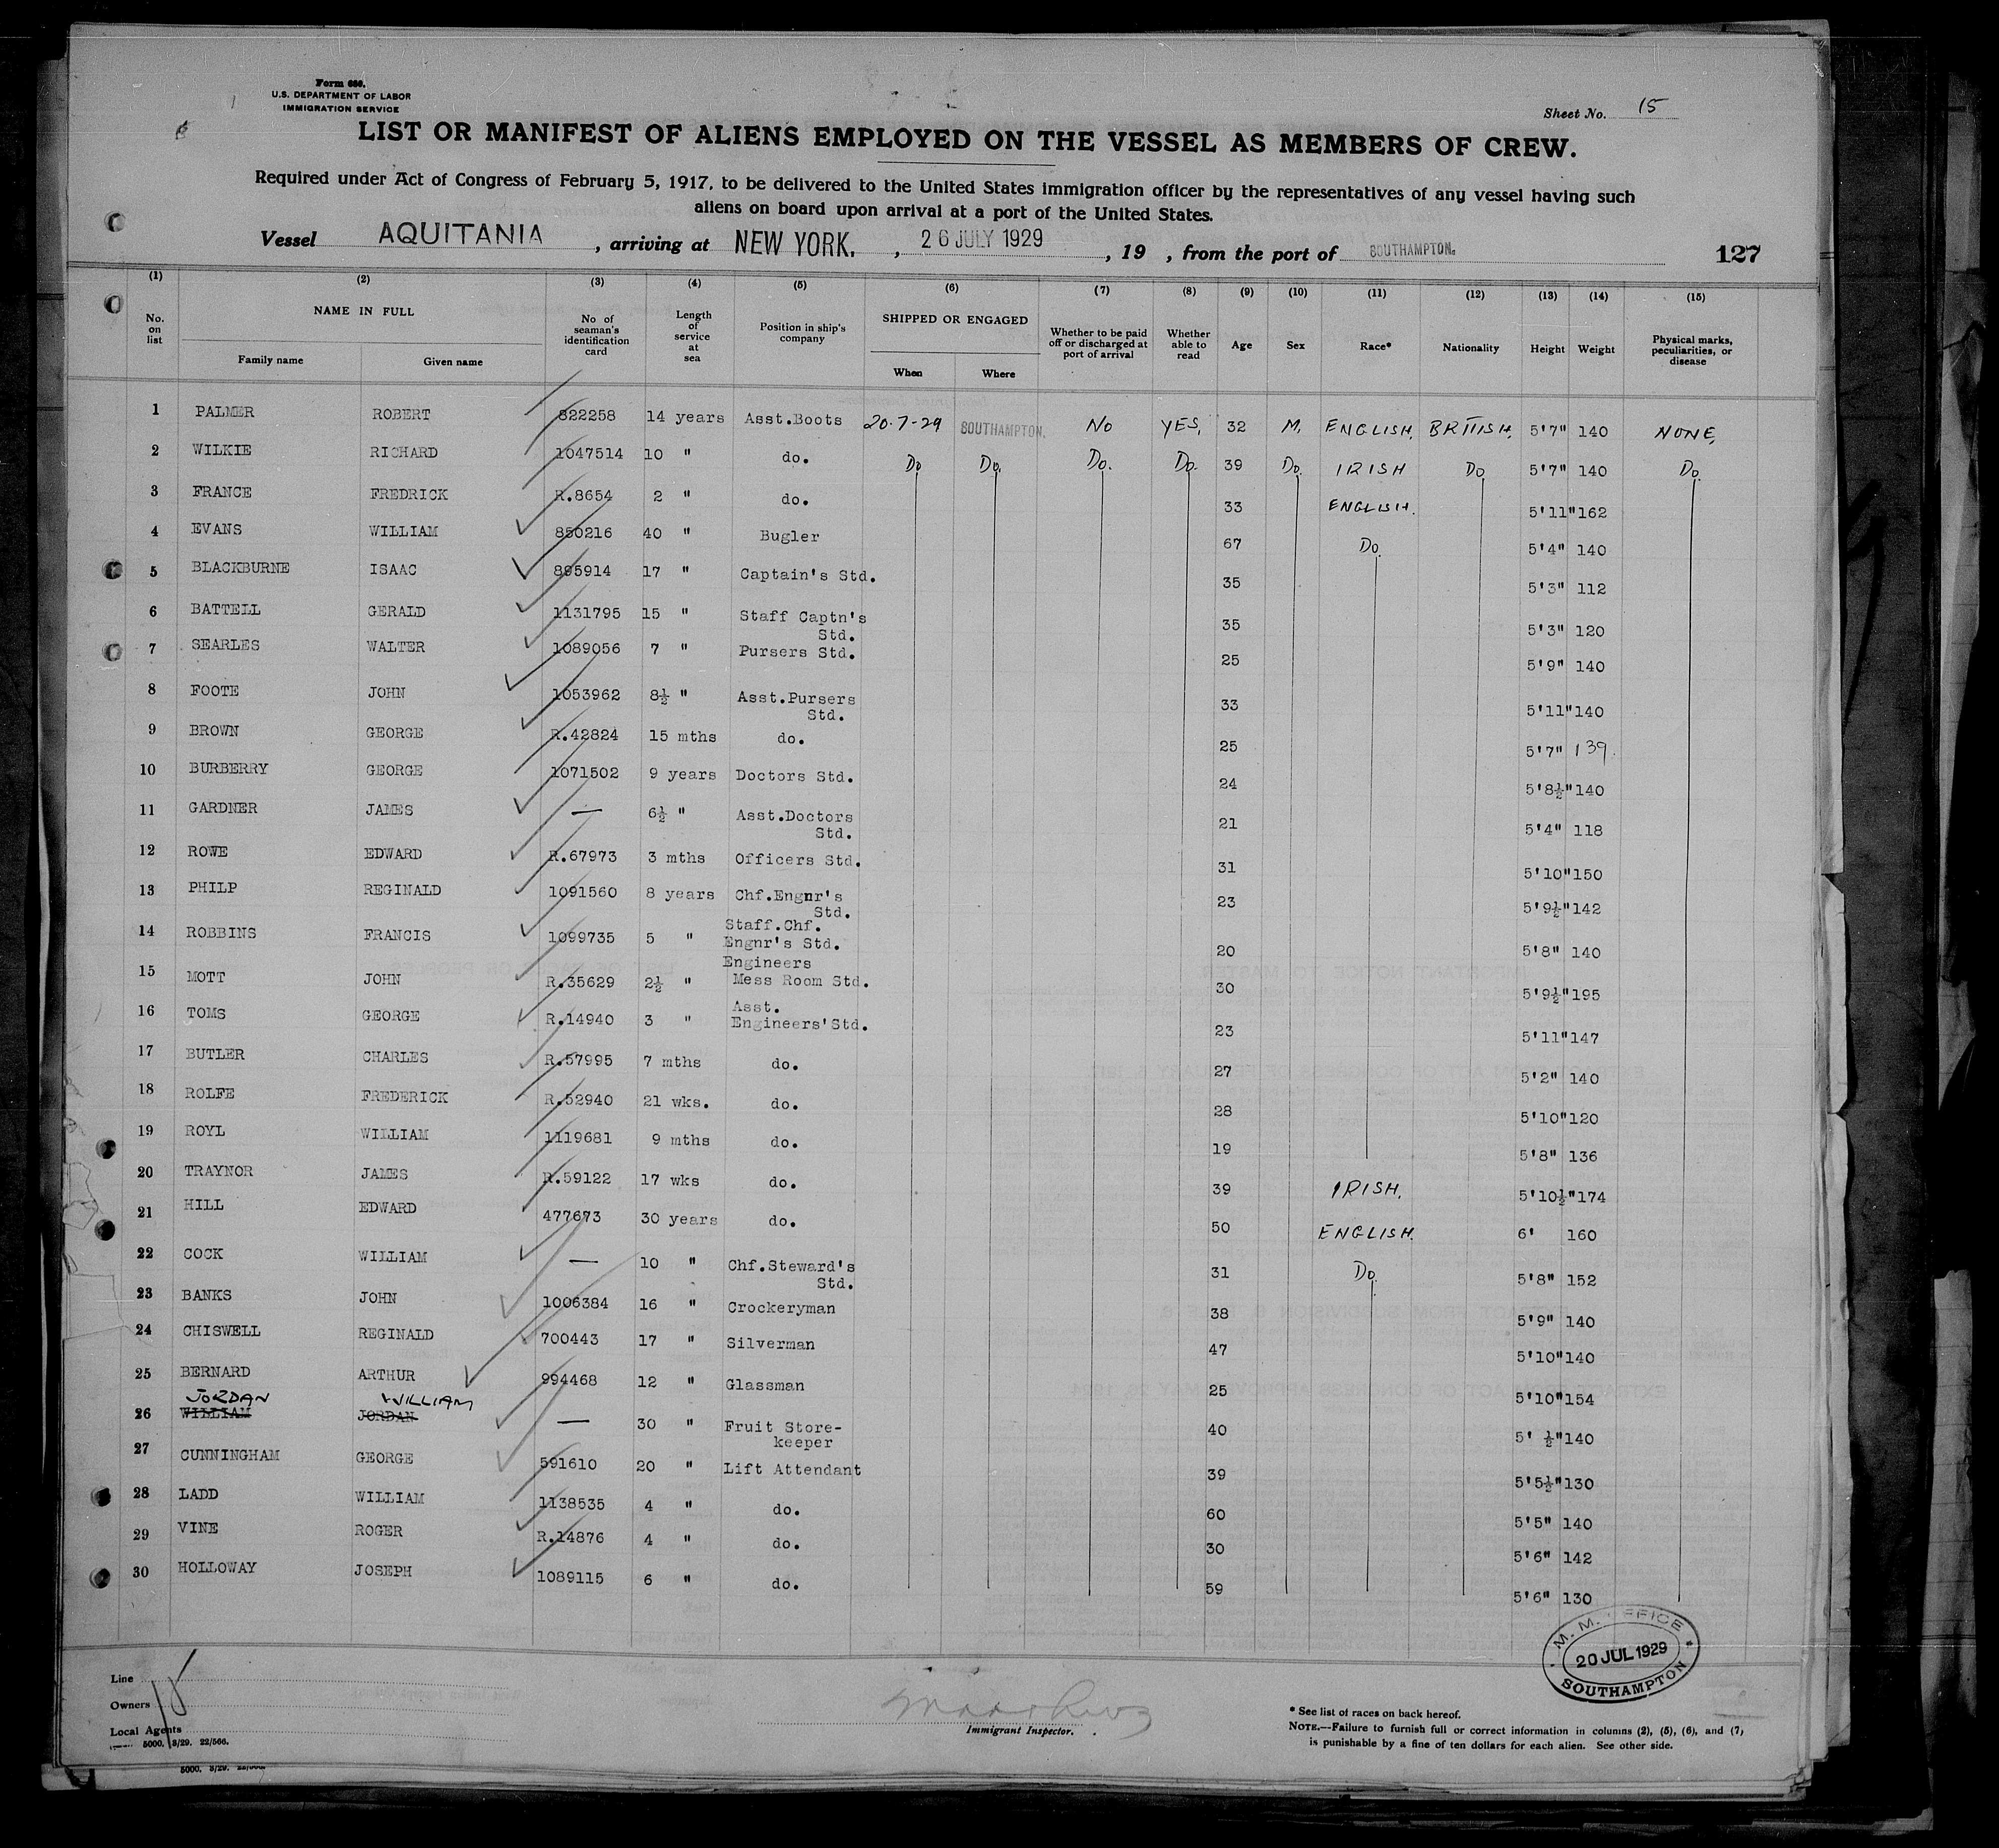 Form 686.
U.S. DEPARTMENT OF LABOR
IMMIGRATION SERVICE
Sheet No. 15
LIST OR MANIFEST OF ALIENS EMPLOYED ON THE VESSEL AS MEMBERS OF CREW.
Required under Act of Congress of February 5, 1917, to be delivered to the United States immigration officer by the representatives of any vessel having such
aliens on board upon arrival at a port of the United States.
Vessel AQUITANIA, arriving at NEW YORK., 26 JULY 1929, 19 , from the port of SOUTHAMPTON. 127
(1) (2) (3) (4) (5) (6) (7) (8) (9) (10) (11) (12) (13) (14) (15)
No. on list NAME IN FULL Family name Given name No. of seaman's identification card Length of service at sea Position in ship's company SHIPPED OR ENGAGED When Where Whether to be paid off or discharged at port of arrival Whether able to read Age Sex Race* Nationality Height Weight Physical marks, peculiarities, or disease
1 PALMER ROBERT 822258 14 years Asst.Boots 20-7-29 SOUTHAMPTON. No YES, 32 M, ENGLISH. BRITISH. 5'7" 140 NONE,
2 WILKIE RICHARD 1047514 10 " do. Do Do. Do. Do. 39 Do. IRISH Do 5'7" 140 Do.
3 FRANCE FREDRICK R.8654 2 " do. 33 ENGLISH. 5'11" 162
4 EVANS WILLIAM 850216 40 " Bugler 67 Do. 5'4" 140
5 BLACKBURNE ISAAC 895914 17 " Captain's Std. 35 5'3" 112
6 BATTELL GERALD 1131795 15 " Staff Captn's Std. 35 5'3" 120
7 SEARLES WALTER 1089056 7 " Pursers Std. 25 5'9" 140
8 FOOTE JOHN 1053962 8½ " Asst.Pursers Std. 33 5'11" 140
9 BROWN GEORGE R.42824 15 mths do. 25 5'7" 139.
10 BURBERRY GEORGE 1071502 9 years Doctors Std. 24 5'8½" 140
11 GARDNER JAMES — 6½ " Asst.Doctors Std. 21 5'4" 118
12 ROWE EDWARD R.67973 3 mths Officers Std. 31 5'10" 150
13 PHILP REGINALD 1091560 8 years Chf.Engnr's Std. 23 5'9½" 142
14 ROBBINS FRANCIS 1099735 5 " Staff.Chf. Engnr's Std. 20 5'8" 140
15 MOTT JOHN R.35629 2½ " Engineers Mess Room Std. 30 5'9½" 195
16 TOMS GEORGE R.14940 3 " Asst. Engineers'Std. 23 5'11" 147
17 BUTLER CHARLES R.57995 7 mths do. 27 5'2" 140
18 ROLFE FREDERICK R.52940 21 wks. do. 28 5'10" 120
19 ROYL WILLIAM 1119681 9 mths do. 19 5'8" 136
20 TRAYNOR JAMES R.59122 17 wks do. 39 IRISH. 5'10½" 174
21 HILL EDWARD 477673 30 years do. 50 ENGLISH. 6' 160
22 COCK WILLIAM — 10 " Chf.Steward's Std. 31 Do. 5'8" 152
23 BANKS JOHN 1006384 16 " Crockeryman 38 5'9" 140
24 CHISWELL REGINALD 700443 17 " Silverman 47 5'10" 140
25 BERNARD ARTHUR 994468 12 " Glassman 25 5'10" 154
JORDAN WILLIAM
26 WILLIAM JORDAN — 30 " Fruit Store-keeper 40 5' ½" 140
27 CUNNINGHAM GEORGE 591610 20 " Lift Attendant 39 5'5½" 130
28 LADD WILLIAM 1138535 4 " do. 60 5'5" 140
29 VINE ROGER R.14876 4 " do. 30 5'6" 142
30 HOLLOWAY JOSEPH 1089115 6 " do. 59 5'6" 130
M. M. OFFICE
20 JUL 1929
SOUTHAMPTON
Line
Owners
Local Agents
5000. 3/29. 22/566.
Immigrant Inspector.
* See list of races on back hereof.
NOTE.—Failure to furnish full or correct information in columns (2), (5), (6), and (7)
is punishable by a fine of ten dollars for each alien. See other side.
5000. 3/29. 22/566.